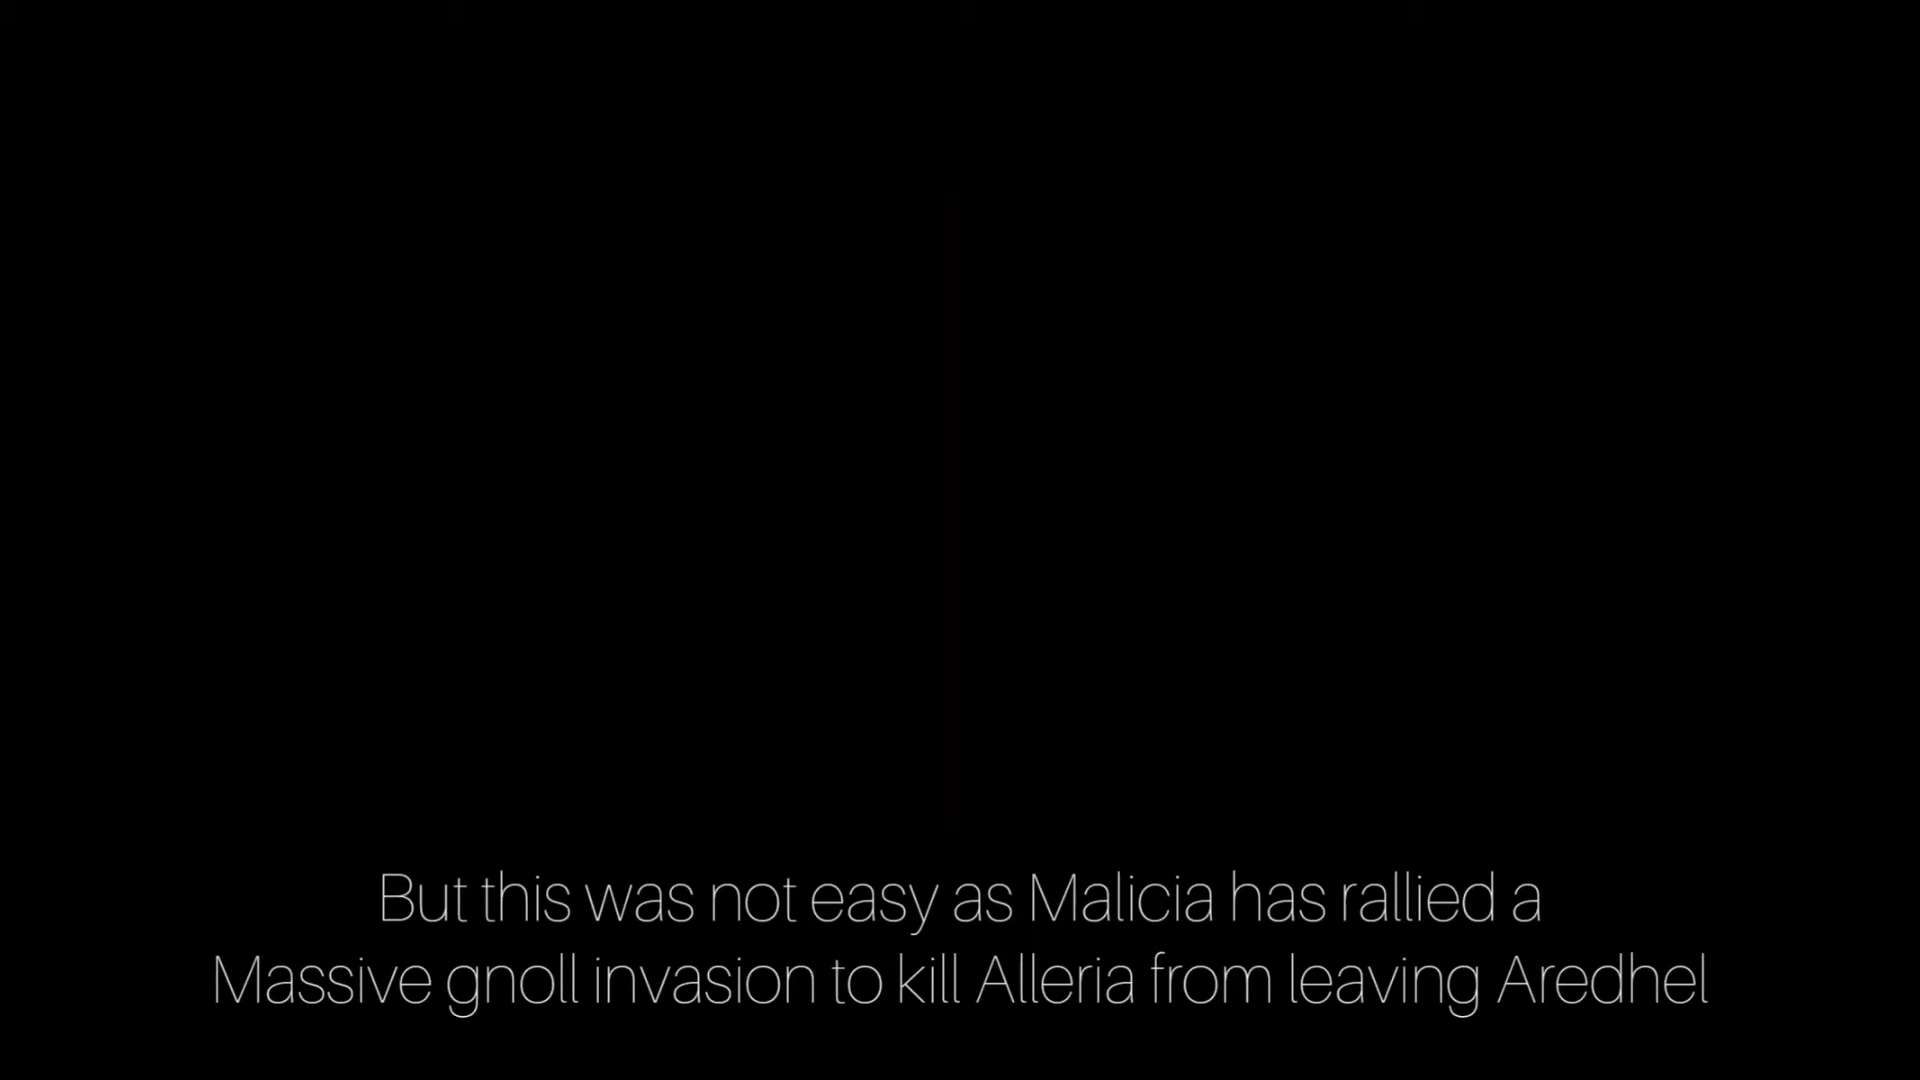 But this was not easy as Malicia has rallied a
Massive gnoll invasion to kill Alleria from leaving Aredhel